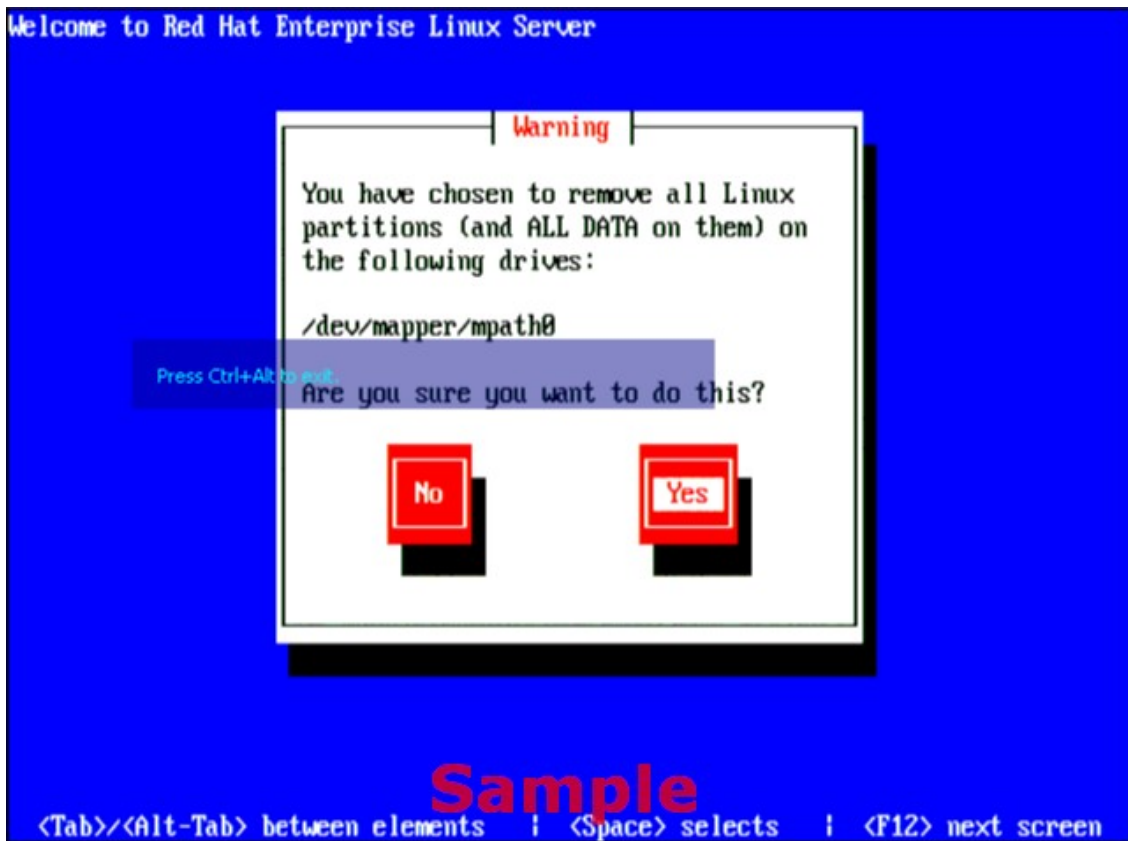 Welcome to Red Hat Enterprise Linux Server
Warning
You have chosen to remove all Linux
partitions (and ALL DATA on them) on
the following drives:
/dev/mapper/mpath0
Press Ctrl+Alt to exit.
Are you sure you want to do this?
No Yes
Sample
<Tab>/<Alt-Tab> between elements | <Space> selects | <F12> next screen